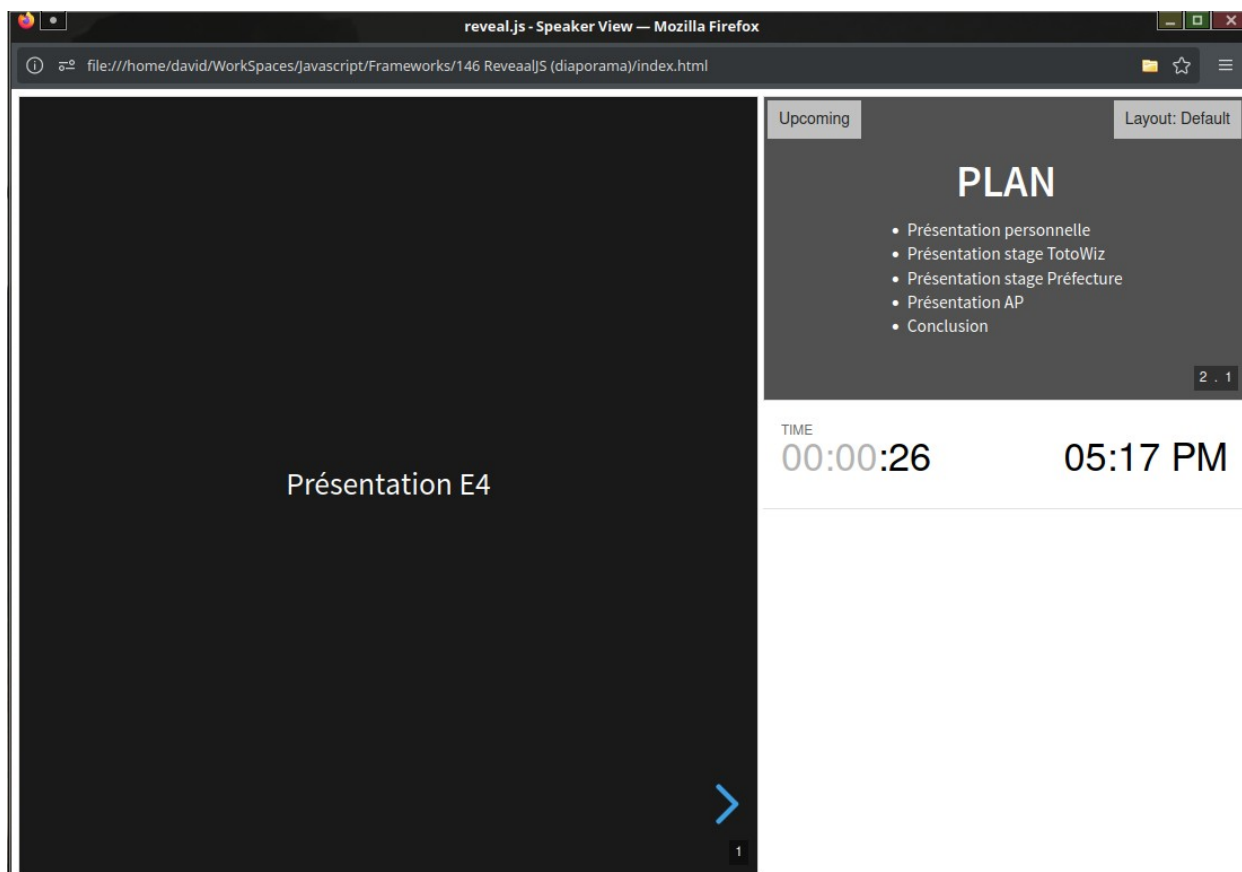 reveal.js - Speaker View — Mozilla Firefox
file:///home/david/WorkSpaces/Javascript/Frameworks/146 ReveaalJS (diaporama)/index.html
Présentation E4
1
Upcoming
Layout: Default
PLAN
• Présentation personnelle
• Présentation stage TotoWiz
• Présentation stage Préfecture
• Présentation AP
• Conclusion
2 . 1
TIME
00:00:26
05:17 PM